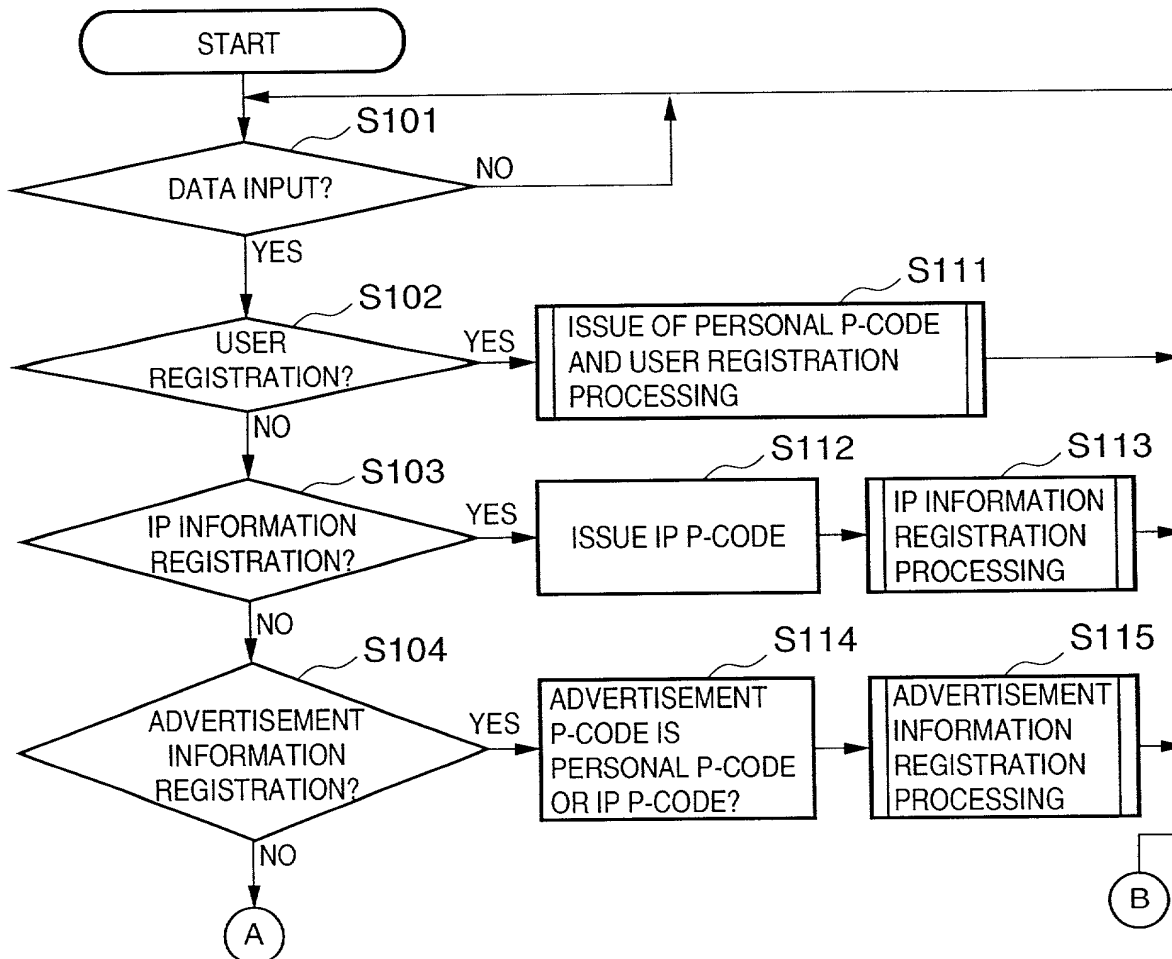 START
S101
DATA INPUT?
NO
YES
S102
USER
REGISTRATION?
YES
NO
S111
ISSUE OF PERSONAL P-CODE
AND USER REGISTRATION
PROCESSING
S103
IP INFORMATION
REGISTRATION?
YES
NO
S112
ISSUE IP P-CODE
S113
IP INFORMATION
REGISTRATION
PROCESSING
S104
ADVERTISEMENT
INFORMATION
REGISTRATION?
YES
NO
S114
ADVERTISEMENT
P-CODE IS
PERSONAL P-CODE
OR IP P-CODE?
S115
ADVERTISEMENT
INFORMATION
REGISTRATION
PROCESSING
A
B